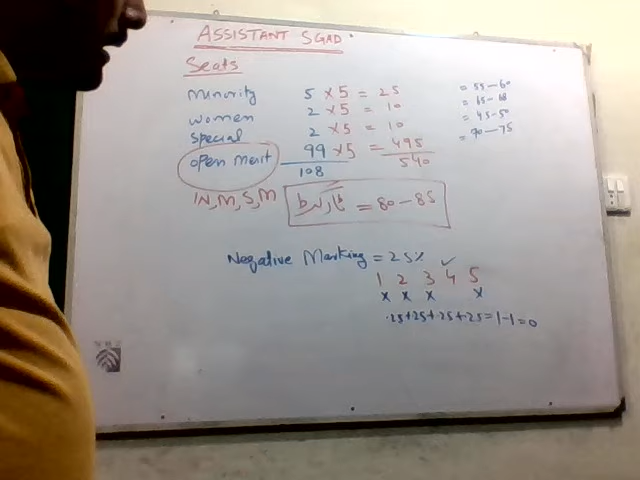 ASSISTANT SGAD
Seats
Minority 5 × 5 = 25 = 55-60
women 2 × 5 = 10 = 65-68
special 2 × 5 = 10 = 45-50
open merit 99 × 5 = 495 = 70-75
108 540
W, M, S, M = 80-85
Negative Marking = 25%
1 2 3 4 ✓ 5
× × × ×
.25+25+.25+.25=1-1=0